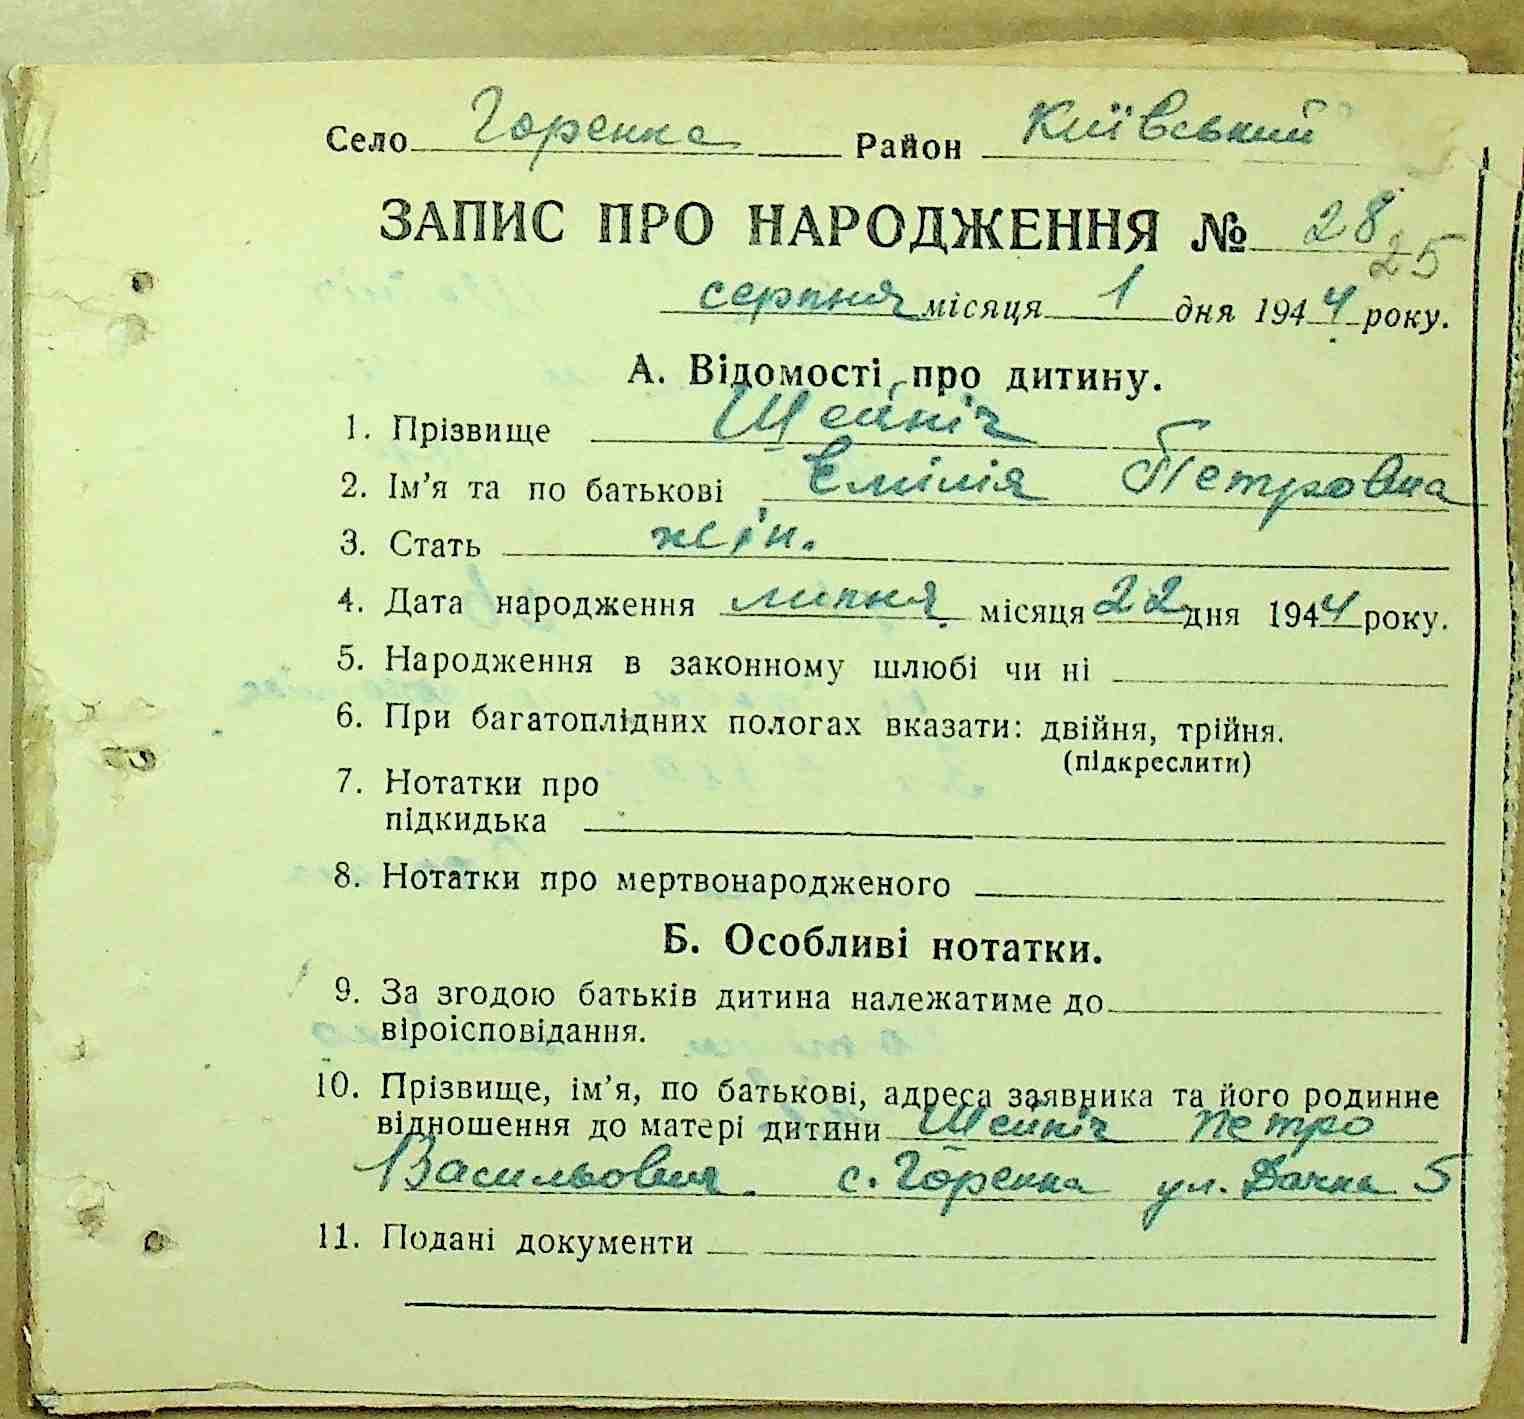 Село Горенка Район Київський
ЗАПИС ПРО НАРОДЖЕННЯ № 28
25
серпня місяця 1 дня 1944 року.
А. Відомості про дитину.
1. Прізвище Шейніч
2. Ім'я та по батькові Емілія Петровна
3. Стать жін.
4. Дата народження липня місяця 22 дня 1944 року.
5. Народження в законному шлюбі чи ні
6. При багатоплідних пологах вказати: двійня, трійня.
(підкреслити)
7. Нотатки про
підкидька
8. Нотатки про мертвонародженого
Б. Особливі нотатки.
9. За згодою батьків дитина належатиме до
віроісповідання.
10. Прізвище, ім'я, по батькові, адреса заявника та його родинне
відношення до матері дитини Шейніч Петро
Васильович. с. Горенка ул. Дачна 5
11. Подані документи